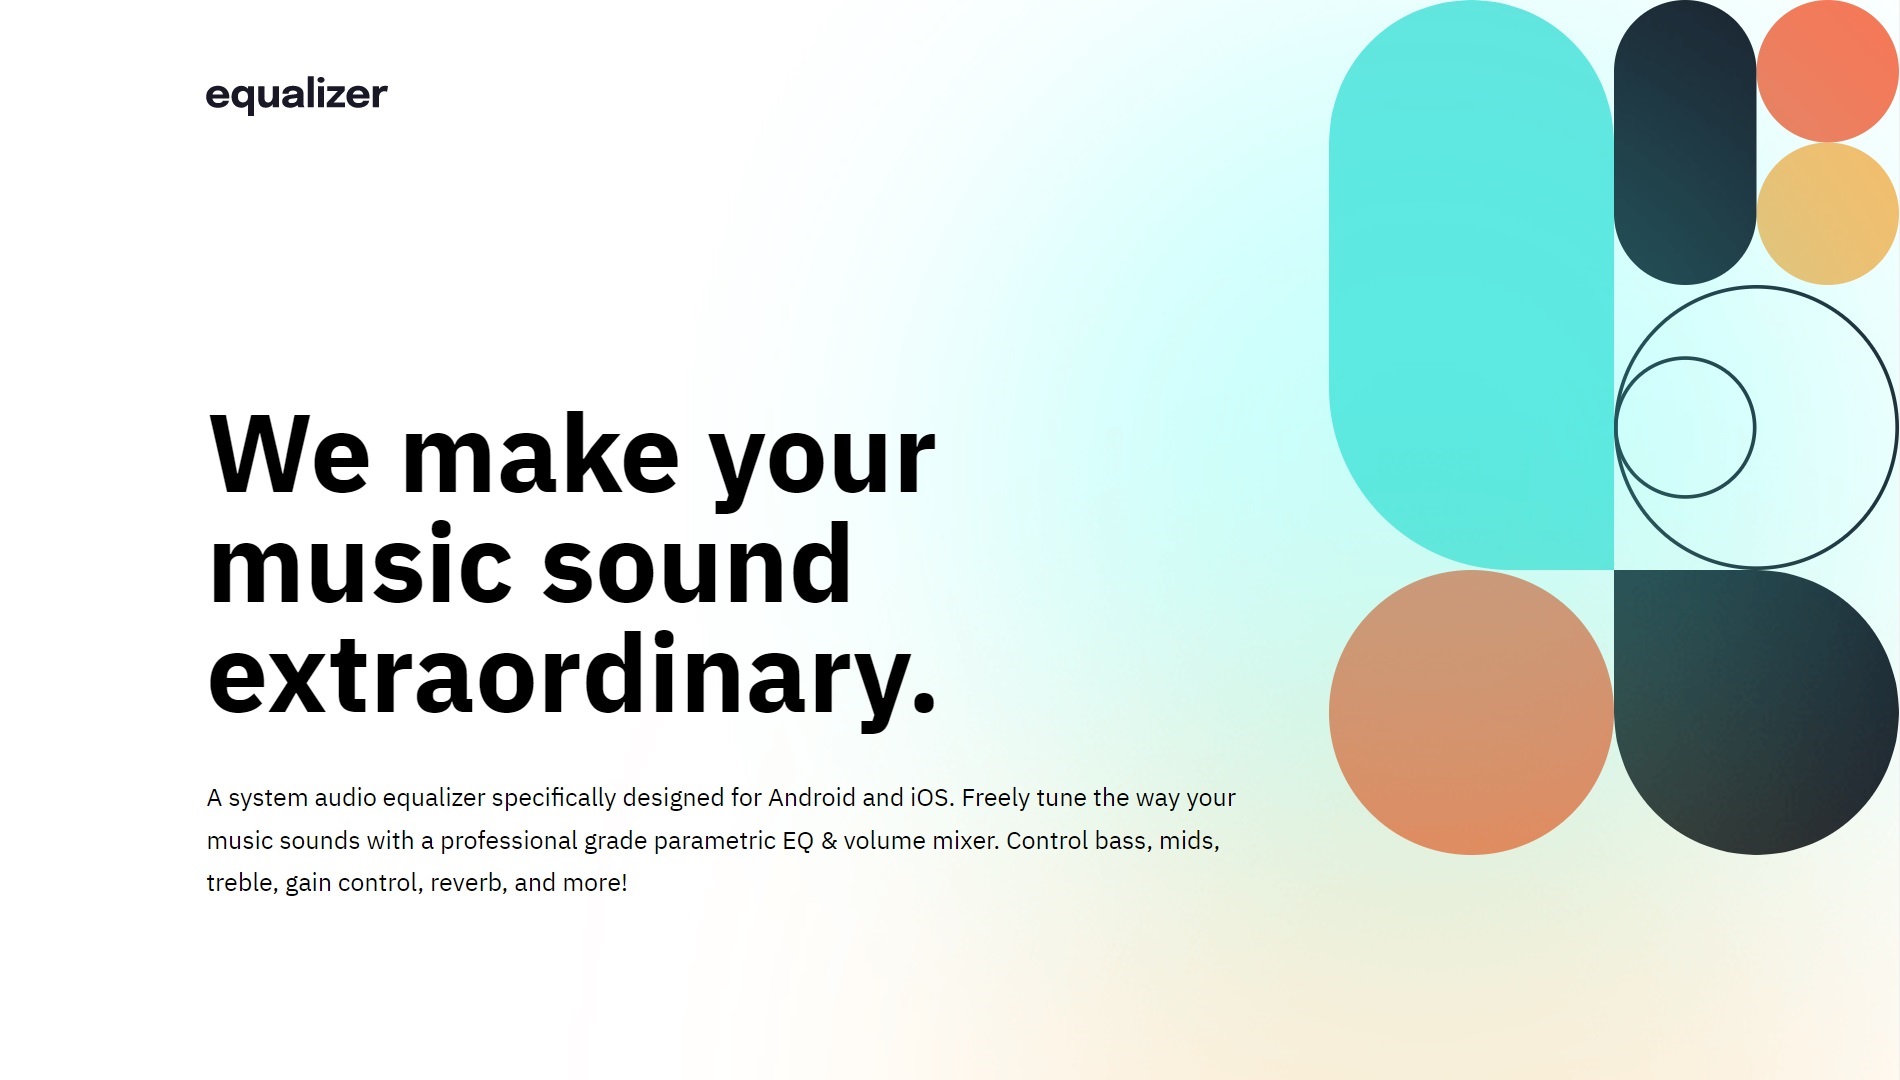 equalizer
We make your
music sound
extraordinary.
A system audio equalizer specifically designed for Android and iOS. Freely tune the way your
music sounds with a professional grade parametric EQ & volume mixer. Control bass, mids,
treble, gain control, reverb, and more!